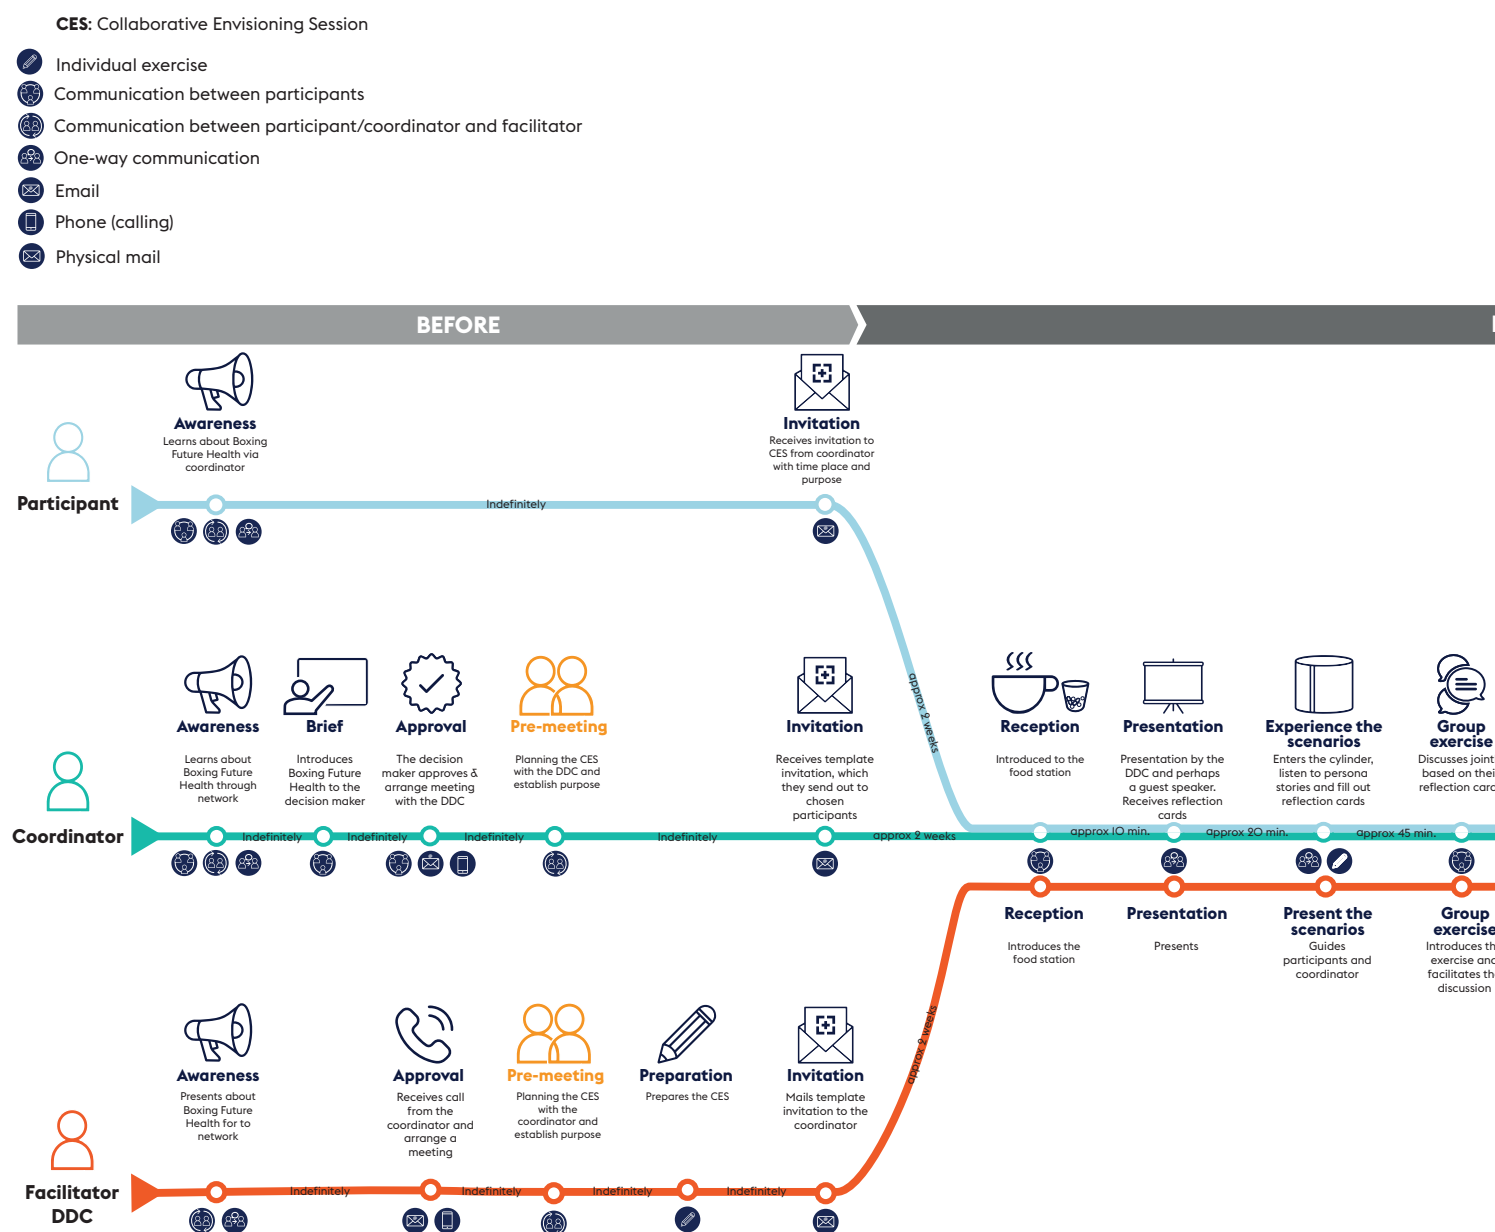 CES: Collaborative Envisioning Session
Individual exercise
Communication between participants
Communication between participant/coordinator and facilitator
One-way communication
Email
Phone (calling)
Physical mail
BEFORE
Awareness
Learns about Boxing
Future Health via
coordinator
Invitation
Receives invitation to
CES from coordinator
with time place and
purpose
Participant
Indefinitely
approx 2 weeks
Awareness
Learns about
Boxing Future
Health through
network
Brief
Introduces
Boxing Future
Health to the
decision maker
Approval
The decision
maker approves &
arrange meeting
with the DDC
Pre-meeting
Planning the CES
with the DDC and
establish purpose
Invitation
Receives template
invitation, which
they send out to
chosen
participants
Reception
Introduced to the
food station
Presentation
Presentation by the
DDC and perhaps
a guest speaker.
Receives reflection
cards
Experience the
scenarios
Enters the cylinder,
listen to persona
stories and fill out
reflection cards
Group
exercise
Discusses joint
based on thei
reflection card
Coordinator
Indefinitely
Indefinitely
Indefinitely
Indefinitely
approx 2 weeks
approx 10 min.
approx 20 min.
approx 45 min.
Reception
Introduces the
food station
Presentation
Presents
Present the
scenarios
Guides
participants and
coordinator
Group
exercise
Introduces th
exercise and
facilitates th
discussion
approx 2 weeks
Awareness
Presents about
Boxing Future
Health for to
network
Approval
Receives call
from the
coordinator and
arrange a
meeting
Pre-meeting
Planning the CES
with the
coordinator and
establish purpose
Preparation
Prepares the CES
Invitation
Mails template
invitation to the
coordinator
Facilitator
DDC
Indefinitely
Indefinitely
Indefinitely
Indefinitely